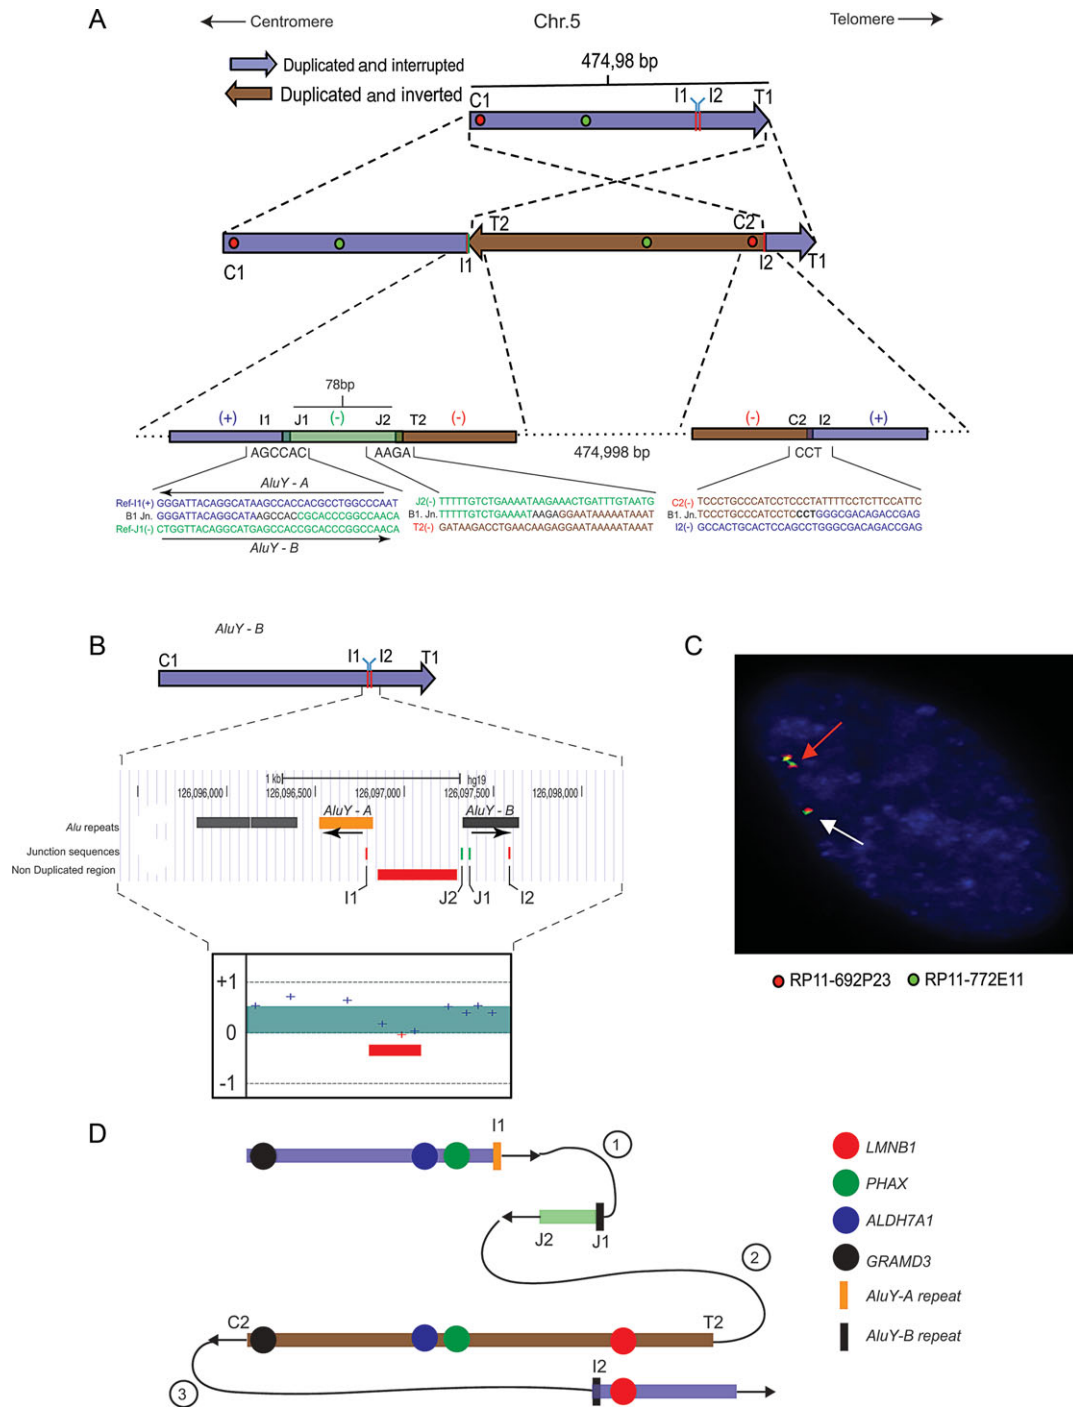 A
Centromere
Chr.5
Telomere
Duplicated and interrupted
Duplicated and inverted
474,98 bp
C1
I1
I2
T1
T2
C2
C1
I1
I2
T1
78bp
(+)
I1
J1
(-)
J2
T2
(-)
(-)
C2
I2
(+)
AGCCAC
AAGA
474,998 bp
CCT
AluY - A
Ref-I1(+) GGGATTACAGGCATAAGCCACCACGCCTGGCCCAAT
B1 Jn. GGGATTACAGGCATAAGCCACCGCACCCGGCCAACA
Ref-J1(-) CTGGTTACAGGCATGAGCCACCGCACCCGGCCAACA
AluY - B
J2(-) TTTTTGTCTGAAAATAAGAAACTGATTTGTAATG
B1. Jn. TTTTTGTCTGAAAATAAGAGGAATAAAAATAAAT
T2(-) GATAAGACCTGAACAAGAGGAATAAAAATAAAT
C2(-) TCCCTGCCCATCCTCCCTATTTTCCTCTTCCATTC
B1. Jn. TCCCTGCCCATCCTCCCTGGGCGACAGACCGAG
I2(-) GCCACTGCACTCCAGCCTGGGCGACAGACCGAG
B
AluY - B
C1
I1
I2
T1
1 kb
hg19
126,096,000
126,096,500
126,097,000
126,097,500
126,098,000
AluY - A
AluY - B
Alu repeats
Junction sequences
Non Duplicated region
I1
J2
J1
I2
+1
0
-1
C
RP11-692P23
RP11-772E11
D
I1
1
J2
J1
2
C2
T2
I2
3
LMNB1
PHAX
ALDH7A1
GRAMD3
AluY-A repeat
AluY-B repeat